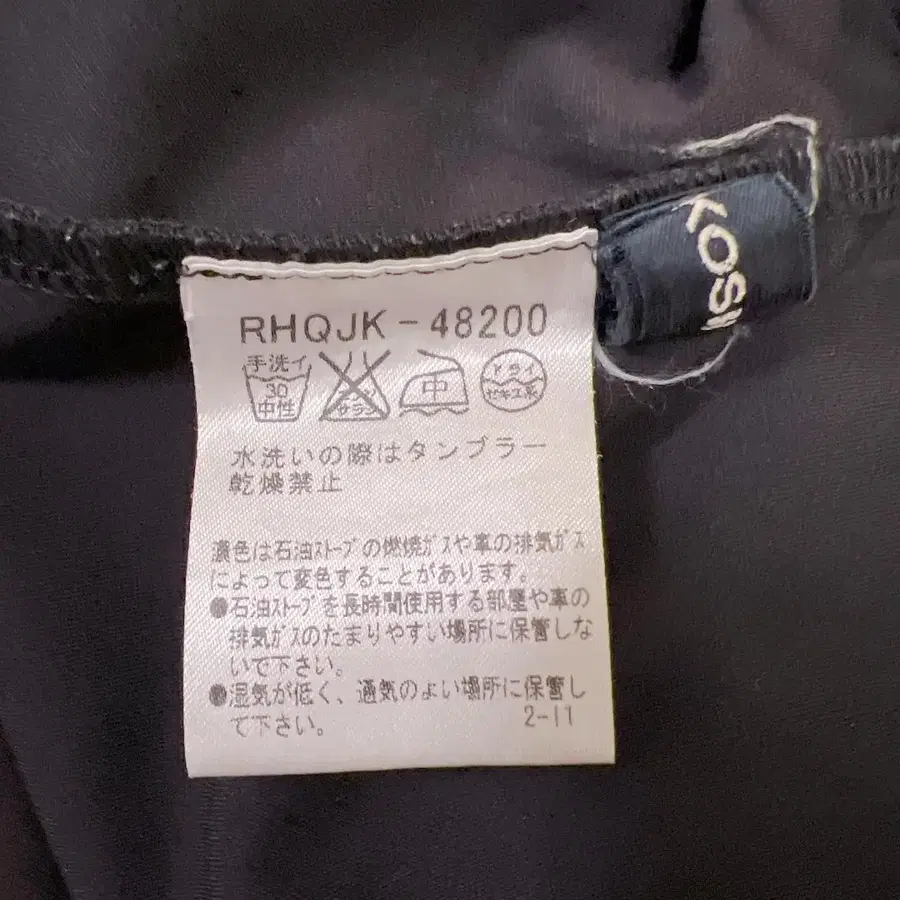 RHQJK-48200
手洗イ
30
中性
サラシ
中
ドライ
セキユ系
水洗いの際はタンブラー
乾燥禁止
濃色は石油ｽﾄｰﾌﾞの燃焼ｶﾞｽや車の排気ｶﾞｽ
によって変色することがあります。
●石油ｽﾄｰﾌﾞを長時間使用する部屋や車の
排気ｶﾞｽのたまりやすい場所に保管しな
いで下さい。
●湿気が低く、通気のよい場所に保管し
て下さい。
2-11
KOSI